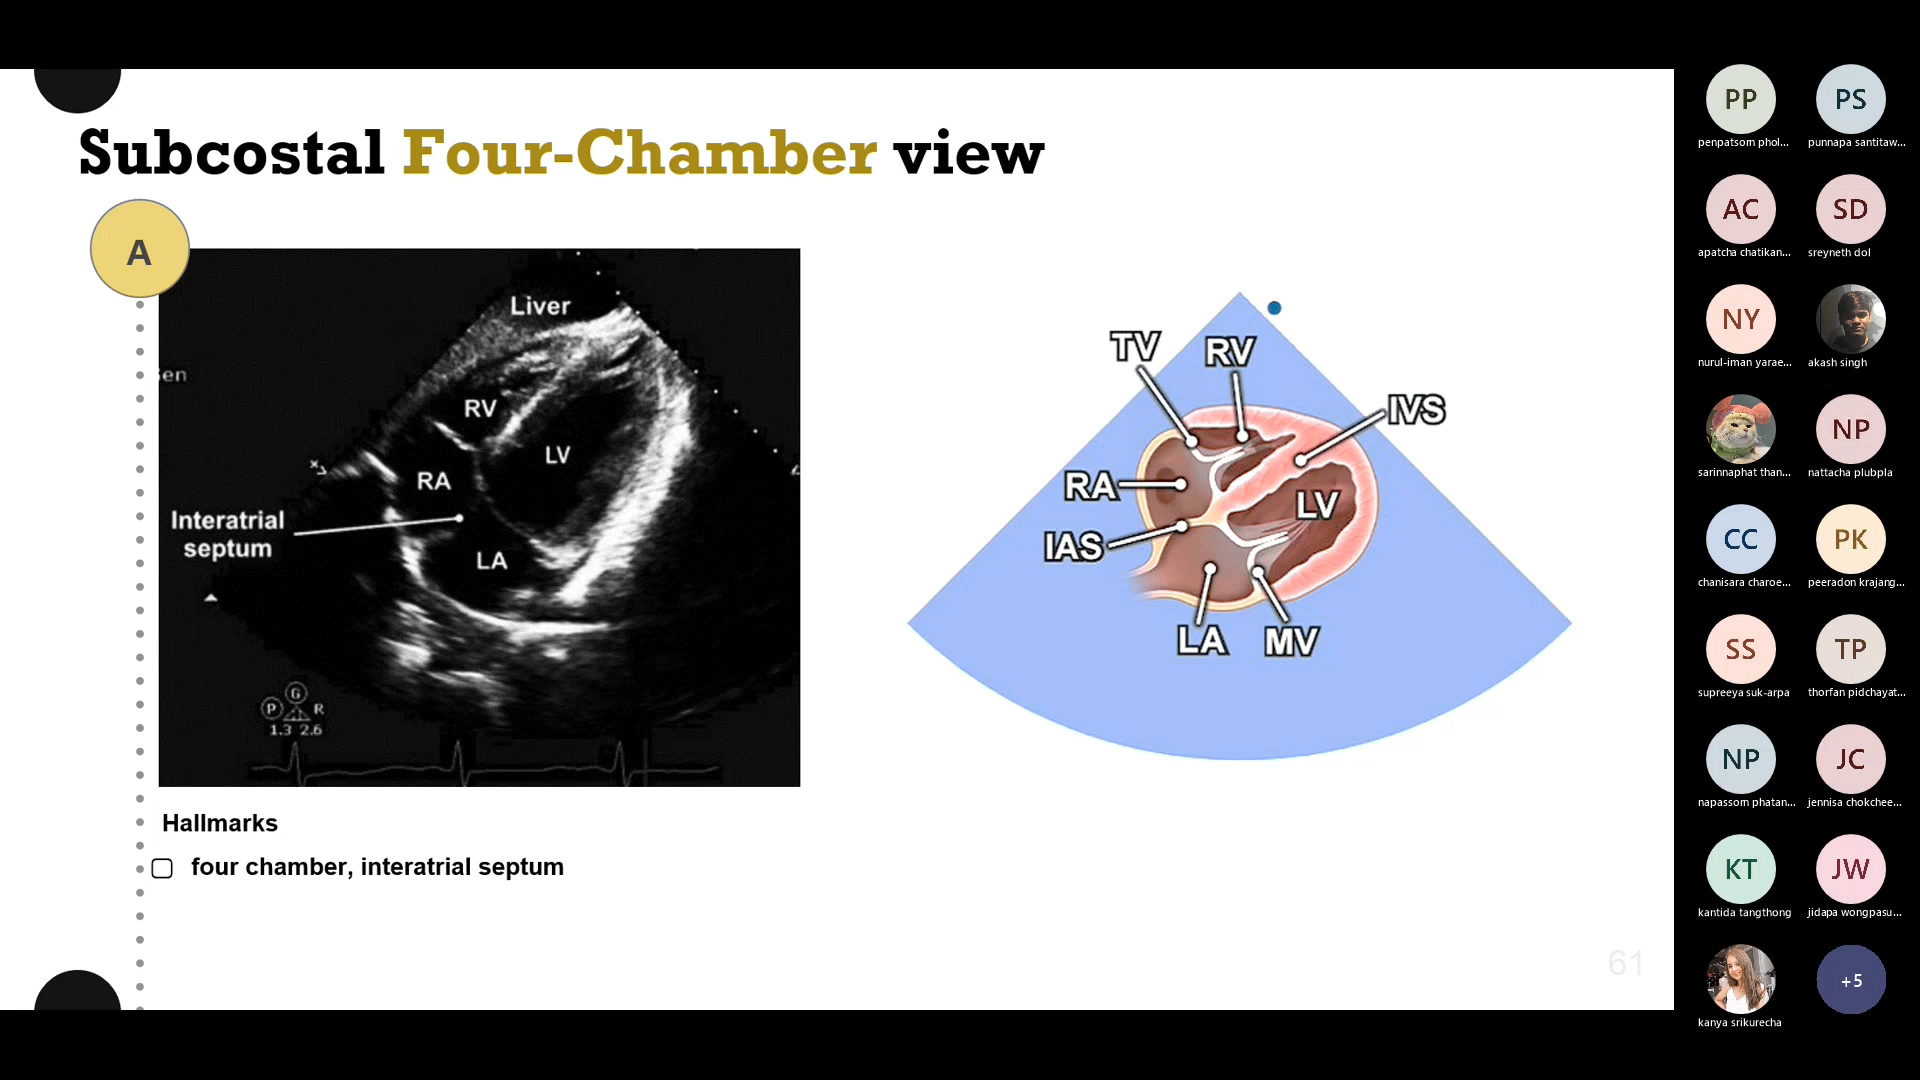 Subcostal Four-Chamber view
A
Liver
en
RV
LV
RA
Interatrial
septum
LA
G
P R
1.3 2.6
TV
RV
IVS
RA
LV
IAS
LA
MV
Hallmarks
four chamber, interatrial septum
61
PP
penpatsorn phol...
PS
punnapa santitaw...
AC
apatcha chatikan...
SD
sreyneth dol
NY
nurul-iman yarae...
akash singh
sarinnaphat than...
NP
nattacha plubpla
CC
chanisara charoe...
PK
peeradon krajang...
SS
supreeya suk-arpa
TP
thorfan pidchayat...
NP
napassorn phatan...
JC
jennisa chokchee...
KT
kantida tangthong
JW
jidapa wongpasu...
kanya srikurecha
+5